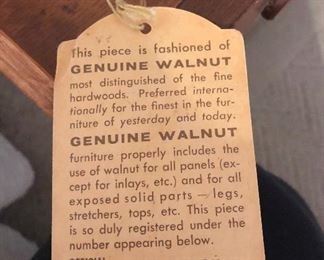 This piece is fashioned of
GENUINE WALNUT
most distinguished of the fine
hardwoods. Preferred interna-
tionally for the finest in the fur-
niture of yesterday and today.
GENUINE WALNUT
furniture properly includes the
use of walnut for all panels (ex-
cept for inlays, etc.) and for all
exposed solid parts — legs,
stretchers, tops, etc. This piece
is so duly registered under the
number appearing below.